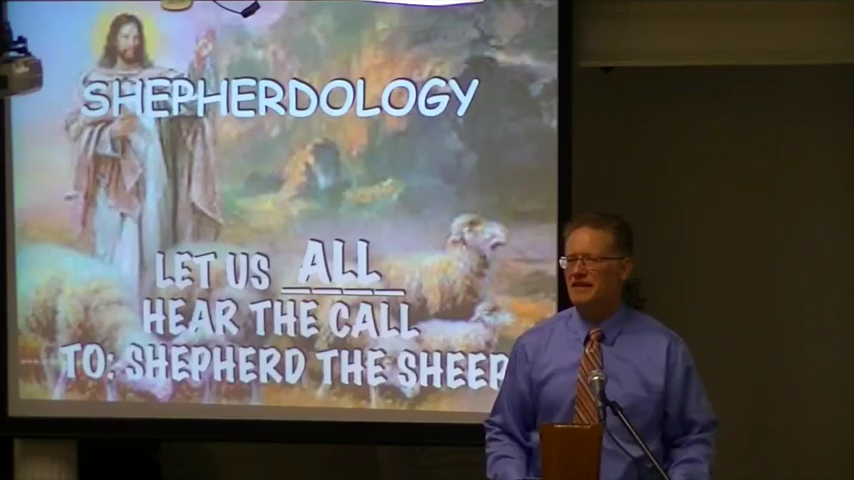 SHEPHERDOLOGY
LET US ALL
HEAR THE CALL
TO: SHEPHERD THE SHEEP